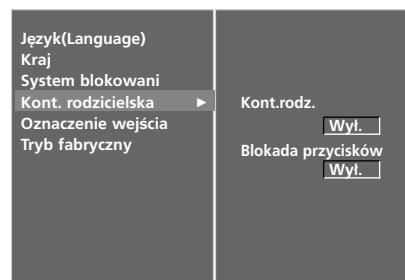 Język(Language)
Kraj
System blokowani
Kont. rodzicielska ►
Oznaczenie wejścia
Tryb fabryczny
Kont.rodz.
Wył.
Blokada przycisków
Wył.